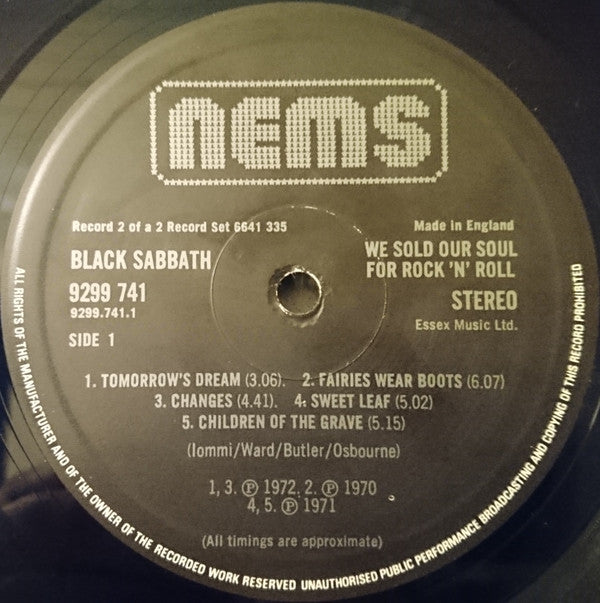 nems
Record 2 of a 2 Record Set 6641 335
Made in England
BLACK SABBATH
WE SOLD OUR SOUL
FOR ROCK 'N' ROLL
9299 741
9299.741.1
STEREO
Essex Music Ltd.
SIDE 1
1. TOMORROW'S DREAM (3.06). 2. FAIRIES WEAR BOOTS (6.07)
3. CHANGES (4.41). 4. SWEET LEAF (5.02)
5. CHILDREN OF THE GRAVE (5.15)
(Iommi/Ward/Butler/Osbourne)
1, 3. Ⓟ 1972. 2. Ⓟ 1970
4, 5. Ⓟ 1971
(All timings are approximate)
ALL RIGHTS OF THE MANUFACTURER AND OF THE OWNER OF THE RECORDED WORK RESERVED UNAUTHORISED PUBLIC PERFORMANCE BROADCASTING AND COPYING OF THIS RECORD PROHIBITED